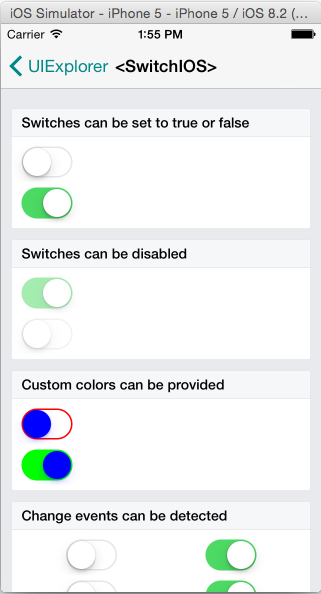 iOS Simulator - iPhone 5 - iPhone 5 / iOS 8.2 (...
Carrier 1:55 PM
UIExplorer <SwitchIOS>
Switches can be set to true or false
Switches can be disabled
Custom colors can be provided
Change events can be detected